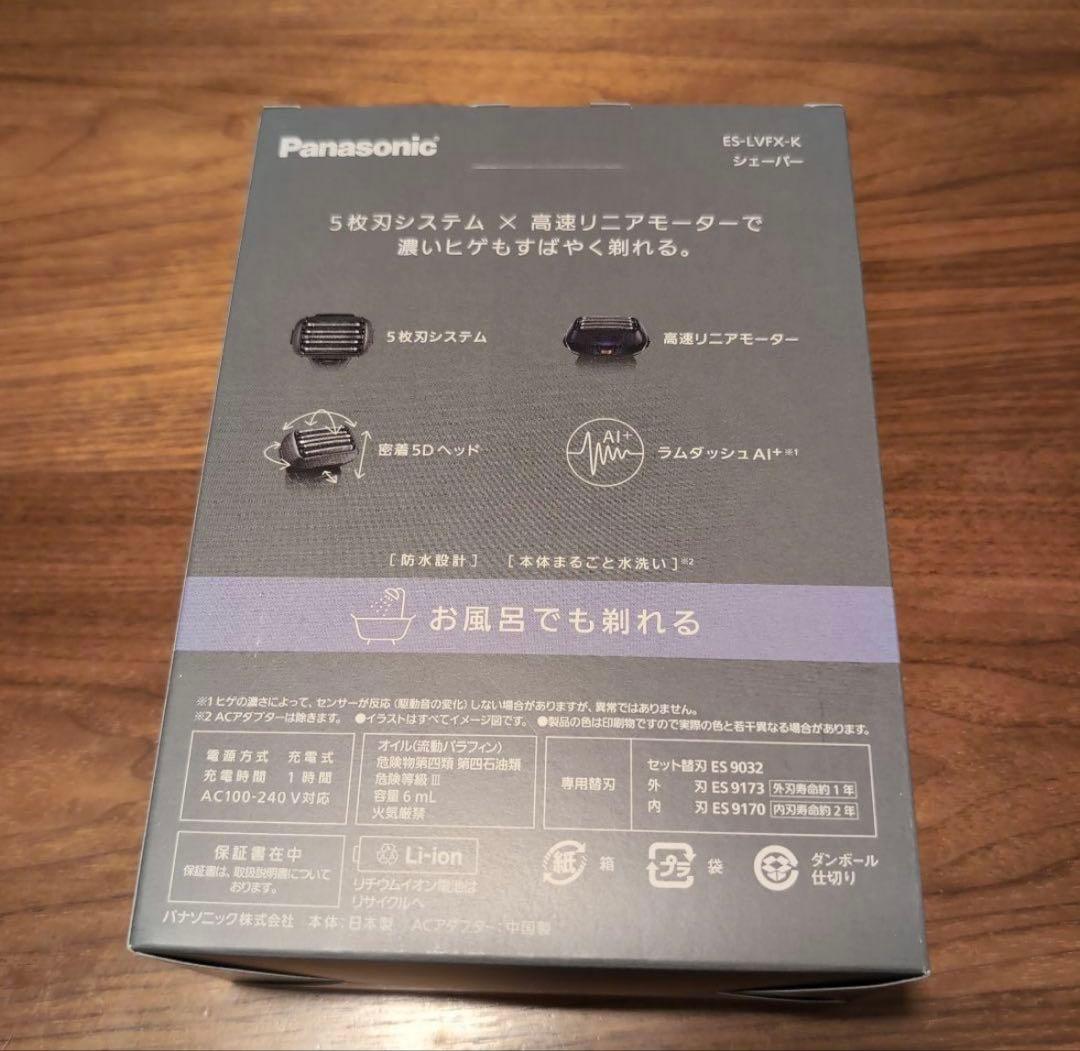 Panasonic
ES-LVFX-K
シェーバー
5枚刃システム × 高速リニアモーターで
濃いヒゲもすばやく剃れる。
5枚刃システム
高速リニアモーター
密着5Dヘッド
AI+
ラムダッシュAI+※1
[防水設計] [本体まるごと水洗い]※2
お風呂でも剃れる
※1 ヒゲの濃さによって、センサーが反応(駆動音の変化)しない場合がありますが、異常ではありません。
※2 ACアダプターは除きます。 ●イラストはすべてイメージ図です。 ●製品の色は印刷物ですので実際の色と若干異なる場合があります。
電源方式 充電式
充電時間 1時間
AC100-240V対応
オイル(流動パラフィン)
危険物第四類 第四石油類
危険等級Ⅲ
容量6mL
火気厳禁
専用替刃
セット替刃 ES9032
外 刃 ES9173 外刃寿命約1年
内 刃 ES9170 内刃寿命約2年
保証書在中
保証書は、取扱説明書について
おります。
Li-ion
リチウムイオン電池は
リサイクルへ
紙 箱
プラ 袋
ダンボール
仕切り
パナソニック株式会社 本体:日本製 ACアダプター:中国製